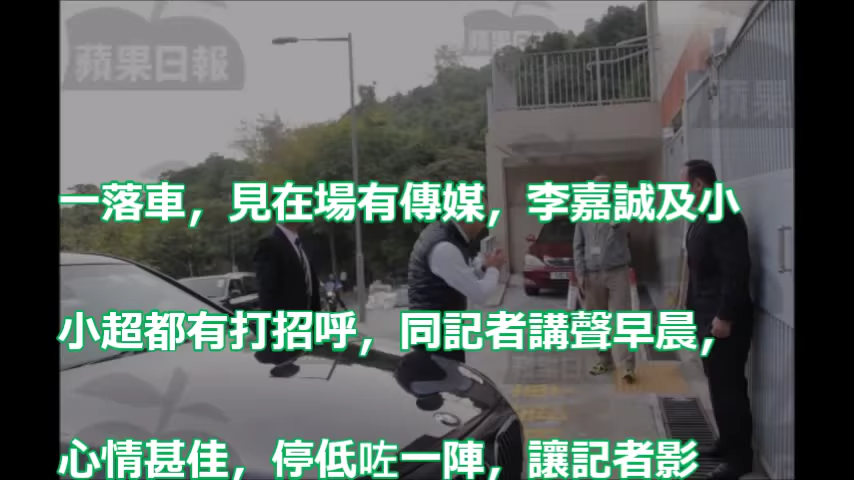 蘋果日報
蘋果
一落車，見在場有傳媒，李嘉誠及小
小超都有打招呼，同記者講聲早晨，
心情甚佳，停低咗一陣，讓記者影